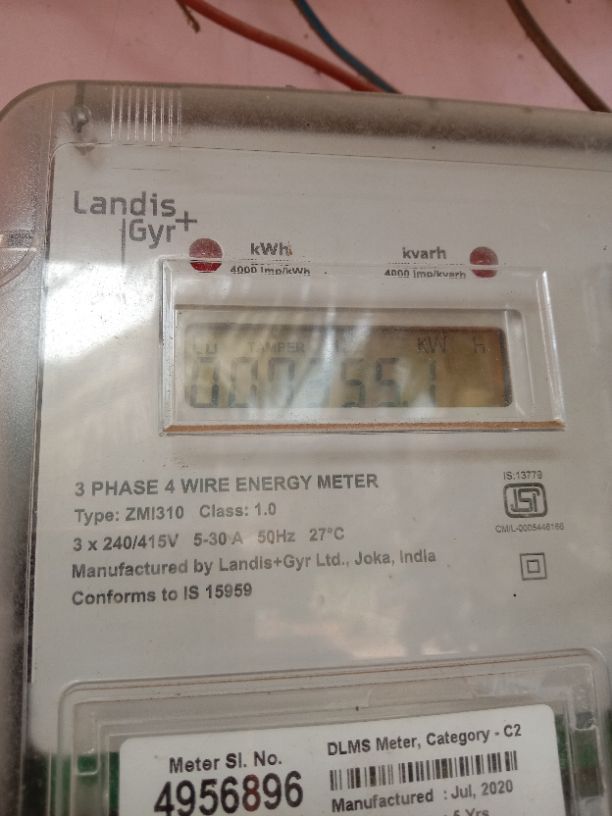 Landis
Gyr+
kWh
4000 imp/kWh
kvarh
4000 imp/kvarh
TAMPER KW H
3 PHASE 4 WIRE ENERGY METER
Type: ZMI310 Class: 1.0
3 x 240/415V 5-30 A 50Hz 27°C
Manufactured by Landis+Gyr Ltd., Joka, India
Conforms to IS 15959
IS:13779
Meter Sl. No.
4956896
DLMS Meter, Category - C2
Manufactured : Jul, 2020
5 Yrs